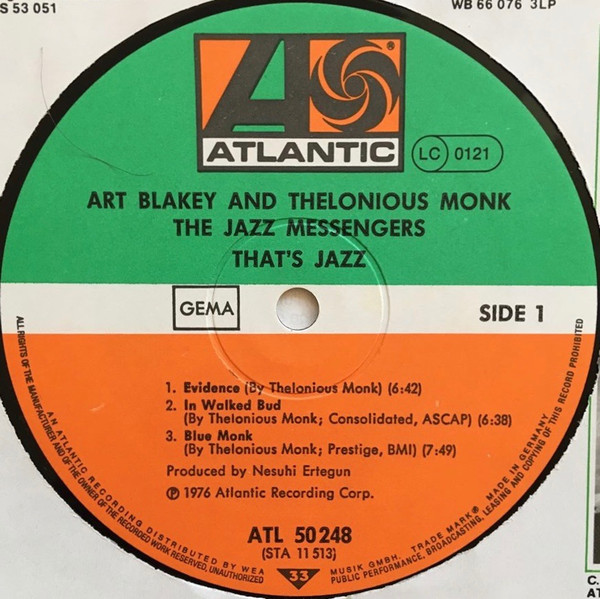 S 53 051
WB 66 076 3LP
ATLANTIC
®
LC 0121
ART BLAKEY AND THELONIOUS MONK
THE JAZZ MESSENGERS
THAT'S JAZZ
GEMA
SIDE 1
1. Evidence (By Thelonious Monk) (6:42)
2. In Walked Bud
(By Thelonious Monk; Consolidated, ASCAP) (6:38)
3. Blue Monk
(By Thelonious Monk; Prestige, BMI) (7:49)
Produced by Nesuhi Ertegun
℗ 1976 Atlantic Recording Corp.
ATL 50 248
(STA 11 513)
33
AN ATLANTIC RECORDING DISTRIBUTED BY WEA MUSIK GMBH. TRADE MARK® MADE IN GERMANY
ALL RIGHTS OF THE MANUFACTURER AND OF THE OWNER OF THE RECORDED WORK RESERVED, UNAUTHORIZED PUBLIC PERFORMANCE, BROADCASTING, LEASING AND COPYING OF THIS RECORD PROHIBITED
C.
AT